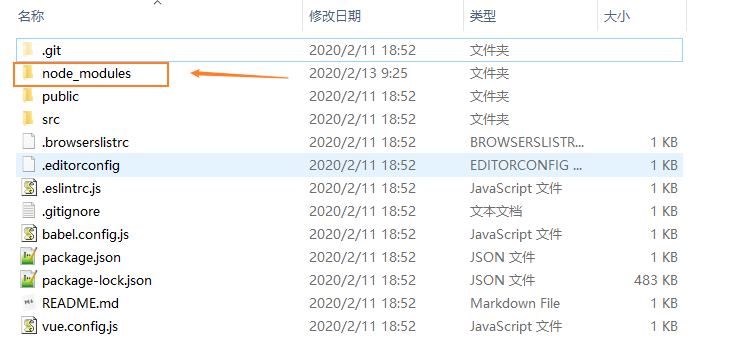 名称 修改日期 类型 大小
.git 2020/2/11 18:52 文件夹
node_modules 2020/2/13 9:25 文件夹
public 2020/2/11 18:52 文件夹
src 2020/2/11 18:52 文件夹
.browserslistrc 2020/2/11 18:52 BROWSERSLISTR... 1 KB
.editorconfig 2020/2/11 18:52 EDITORCONFIG ... 1 KB
.eslintrc.js 2020/2/11 18:52 JavaScript 文件 1 KB
.gitignore 2020/2/11 18:52 文本文档 1 KB
babel.config.js 2020/2/11 18:52 JavaScript 文件 1 KB
package.json 2020/2/11 18:52 JSON 文件 1 KB
package-lock.json 2020/2/11 18:52 JSON 文件 483 KB
README.md 2020/2/11 18:52 Markdown File 1 KB
vue.config.js 2020/2/11 18:52 JavaScript 文件 1 KB